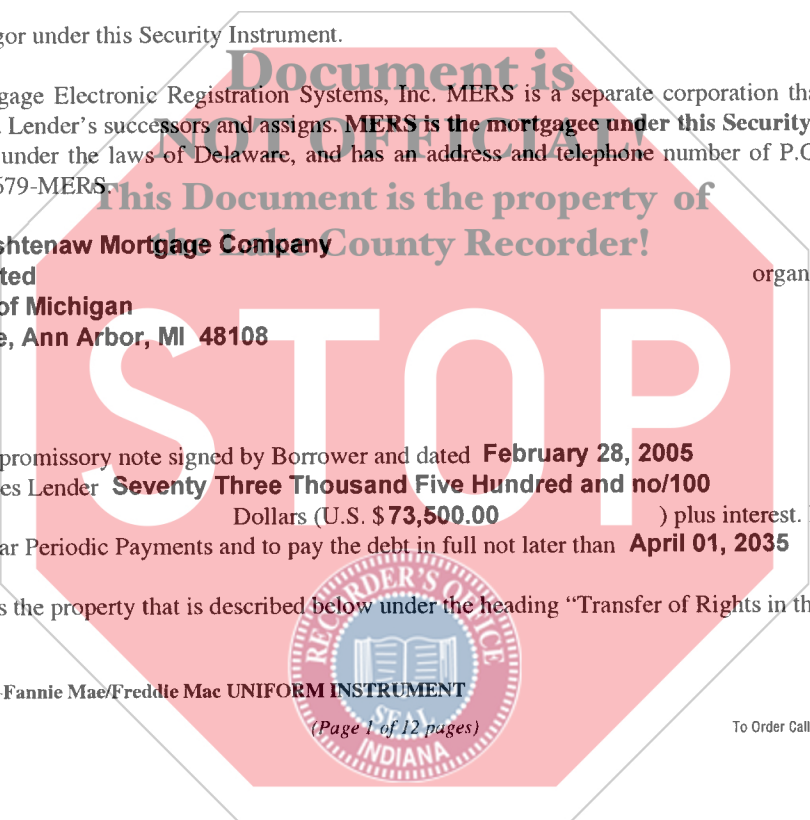 gor under this Security Instrument.
Document is
gage Electronic Registration Systems, Inc. MERS is a separate corporation tha
. Lender's successors and assigns. MERS is the mortgagee under this Security
NOT OFFICIAL!
under the laws of Delaware, and has an address and telephone number of P.O
679-MERS.
This Document is the property of
the Lake County Recorder!
shtenaw Mortgage Company
ted organ
of Michigan
e, Ann Arbor, MI 48108
STOP
promissory note signed by Borrower and dated February 28, 2005
es Lender Seventy Three Thousand Five Hundred and no/100
Dollars (U.S. $ 73,500.00 ) plus interest.
ar Periodic Payments and to pay the debt in full not later than April 01, 2035
s the property that is described below under the heading “Transfer of Rights in th
RECORDER'S OFFICE
-Fannie Mae/Freddie Mac UNIFORM INSTRUMENT
SEAL
(Page 1 of 12 pages)
To Order Call
INDIANA